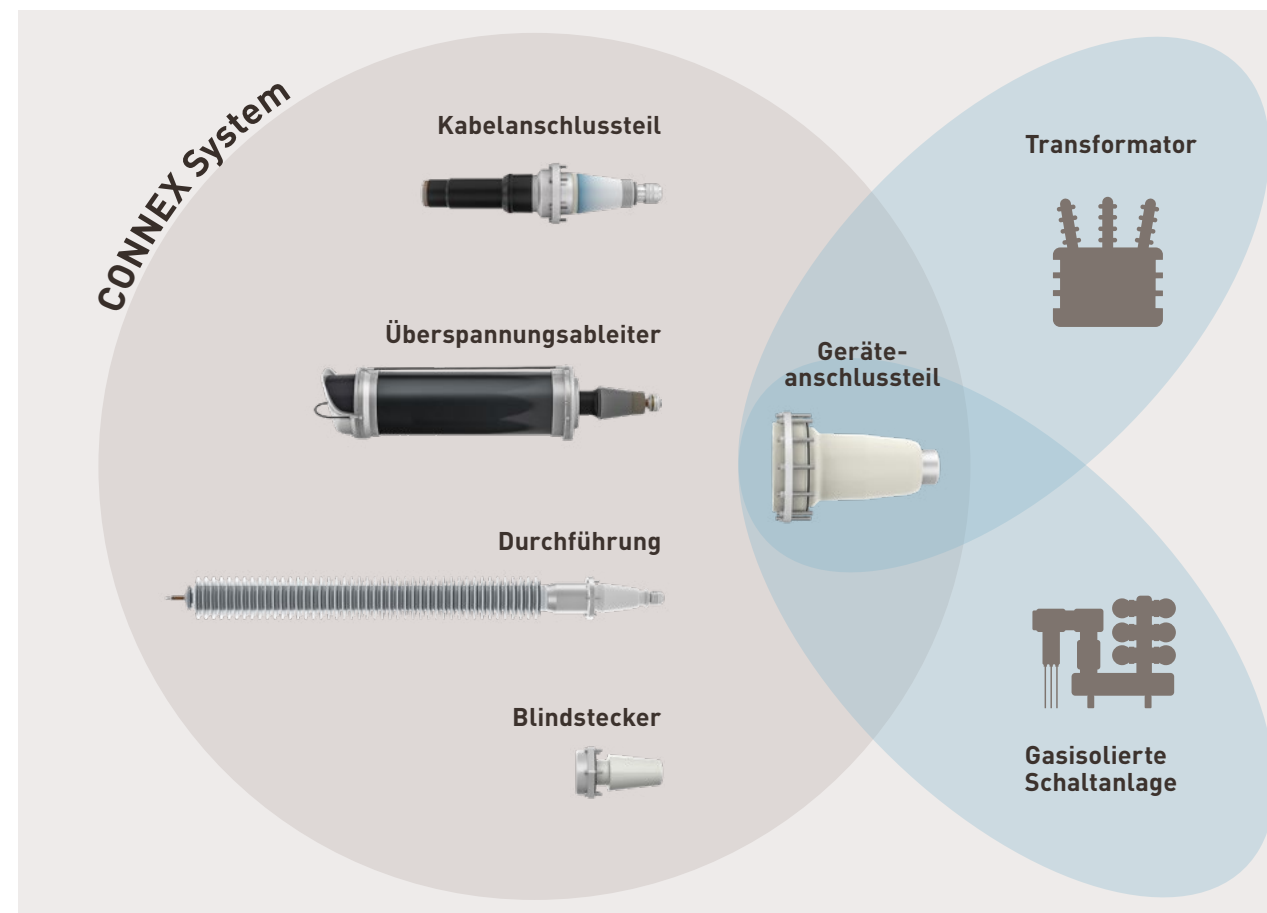 CONNEX System
Kabelanschlussteil
Überspannungsableiter
Durchführung
Blindstecker
Geräte-
anschlussteil
Transformator
Gasisolierte
Schaltanlage